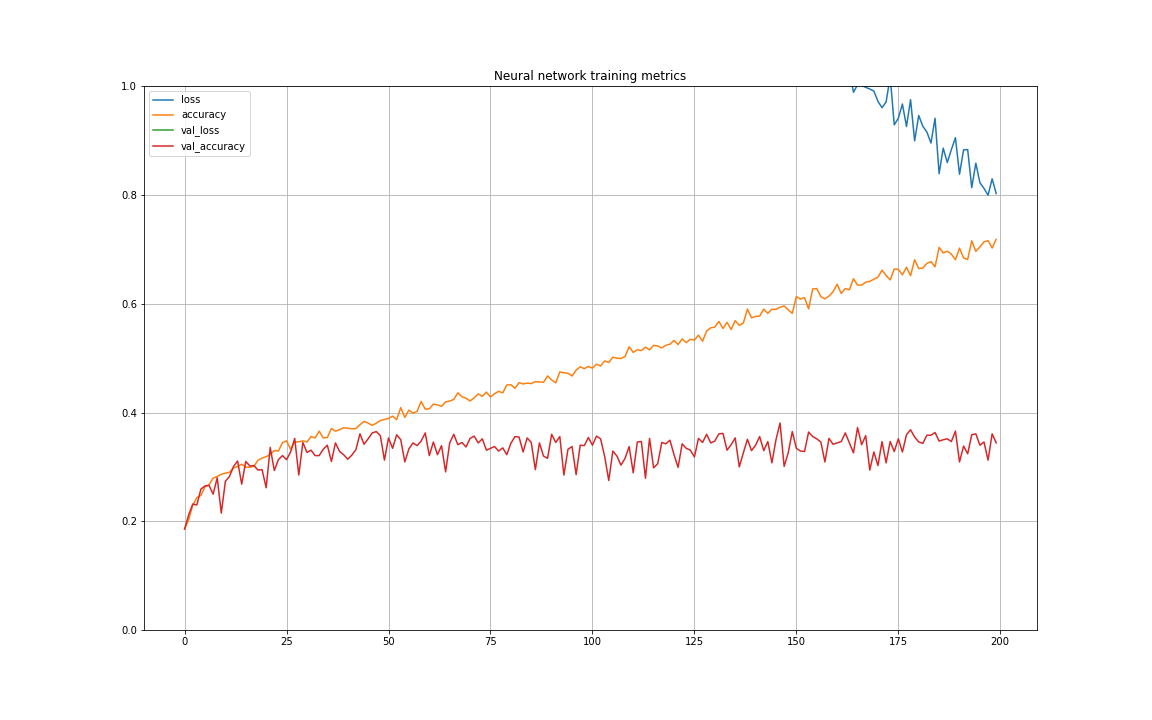 Neural network training metrics
loss
accuracy
val_loss
val_accuracy
1.0
0.8
0.6
0.4
0.2
0.0
0 25 50 75 100 125 150 175 200